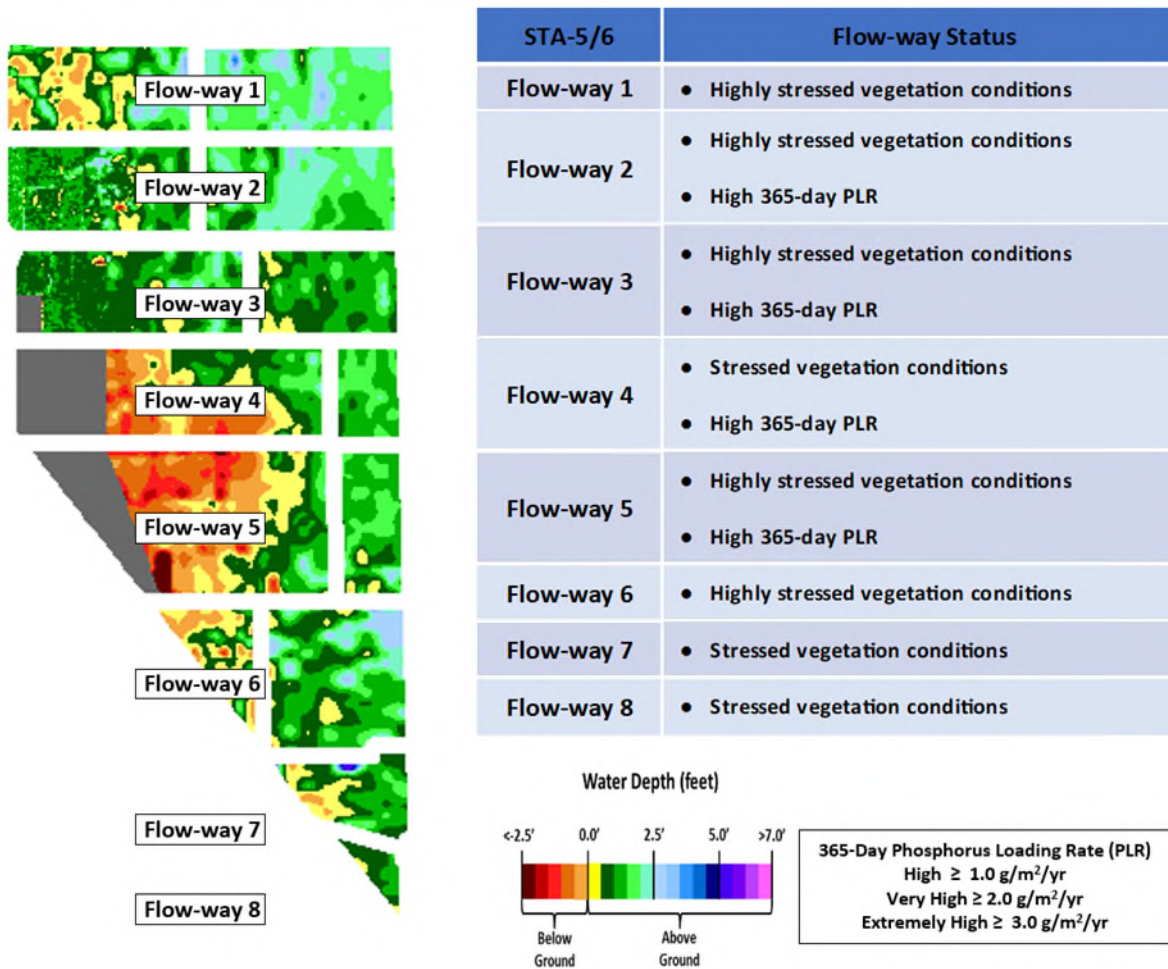 Flow-way 1
Flow-way 2
Flow-way 3
Flow-way 4
Flow-way 5
Flow-way 6
Flow-way 7
Flow-way 8
STA-5/6 Flow-way Status
Flow-way 1 ● Highly stressed vegetation conditions
Flow-way 2 ● Highly stressed vegetation conditions
● High 365-day PLR
Flow-way 3 ● Highly stressed vegetation conditions
● High 365-day PLR
Flow-way 4 ● Stressed vegetation conditions
● High 365-day PLR
Flow-way 5 ● Highly stressed vegetation conditions
● High 365-day PLR
Flow-way 6 ● Highly stressed vegetation conditions
Flow-way 7 ● Stressed vegetation conditions
Flow-way 8 ● Stressed vegetation conditions
Water Depth (feet)
<-2.5' 0.0' 2.5' 5.0' >7.0'
Below Above
Ground Ground
365-Day Phosphorus Loading Rate (PLR)
High ≥ 1.0 g/m²/yr
Very High ≥ 2.0 g/m²/yr
Extremely High ≥ 3.0 g/m²/yr